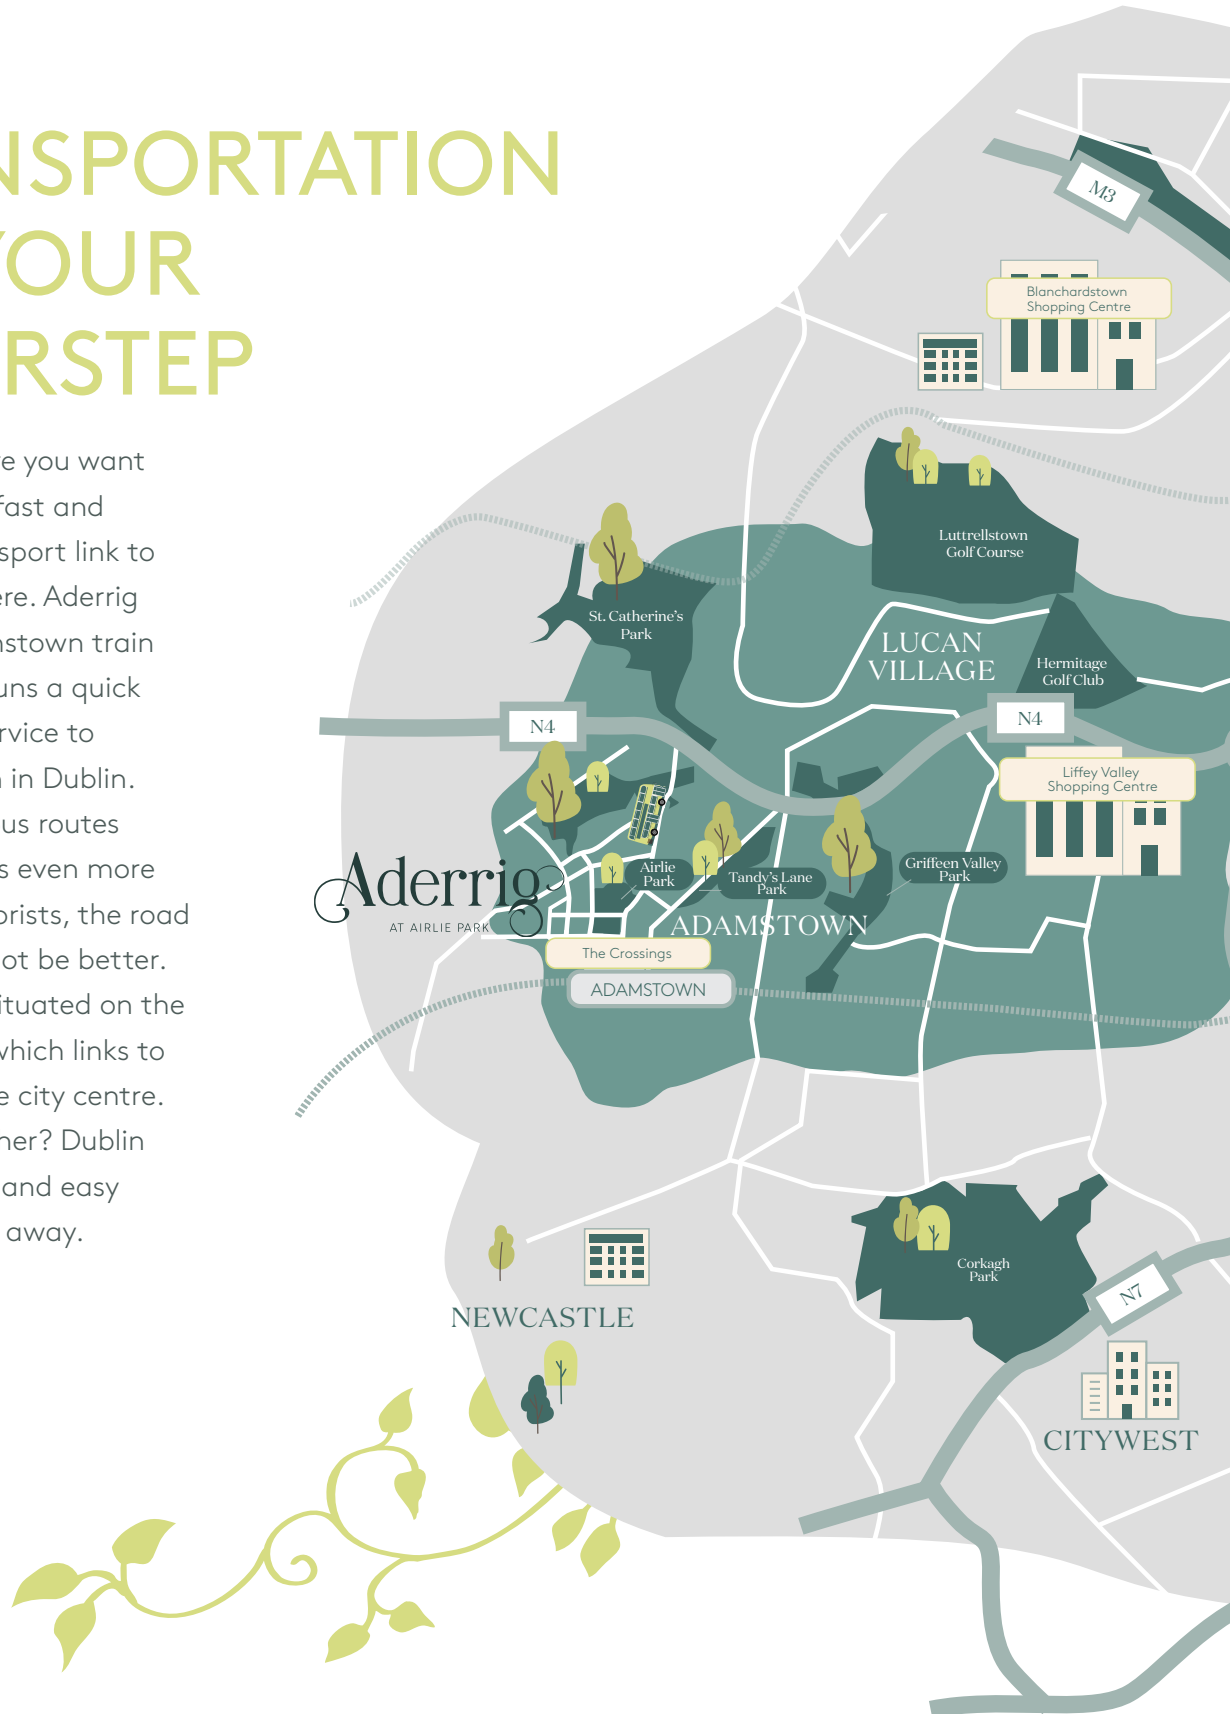 NSPORTATION
YOUR
RSTEP
e you want
fast and
sport link to
ere. Aderrig
nstown train
uns a quick
rvice to
n in Dublin.
us routes
s even more
orists, the road
ot be better.
ituated on the
which links to
e city centre.
her? Dublin
and easy
away.
M3
Blanchardstown
Shopping Centre
Luttrellstown
Golf Course
St. Catherine's
Park
LUCAN
VILLAGE
Hermitage
Golf Club
N4
N4
Liffey Valley
Shopping Centre
Aderrig
AT AIRLIE PARK
Airlie
Park
Tandy's Lane
Park
Griffeen Valley
Park
ADAMSTOWN
The Crossings
ADAMSTOWN
Corkagh
Park
N7
NEWCASTLE
CITYWEST